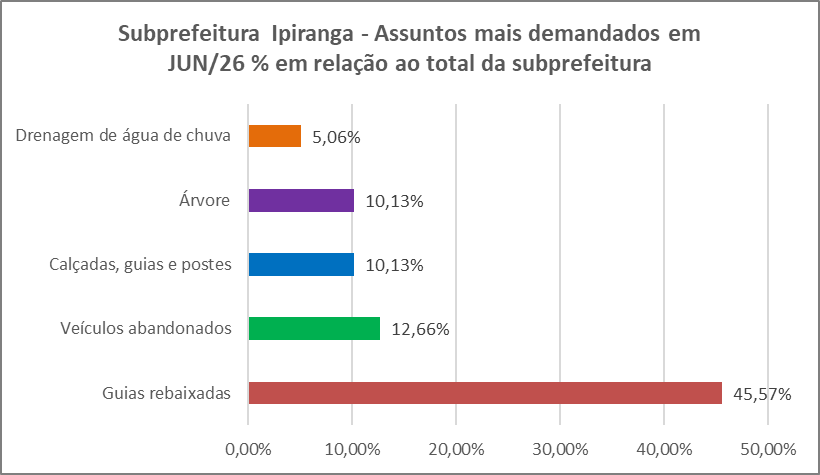 Subprefeitura Ipiranga - Assuntos mais demandados em
JUN/26 % em relação ao total da subprefeitura
Drenagem de água de chuva 5,06%
Árvore 10,13%
Calçadas, guias e postes 10,13%
Veículos abandonados 12,66%
Guias rebaixadas 45,57%
0,00% 10,00% 20,00% 30,00% 40,00% 50,00%